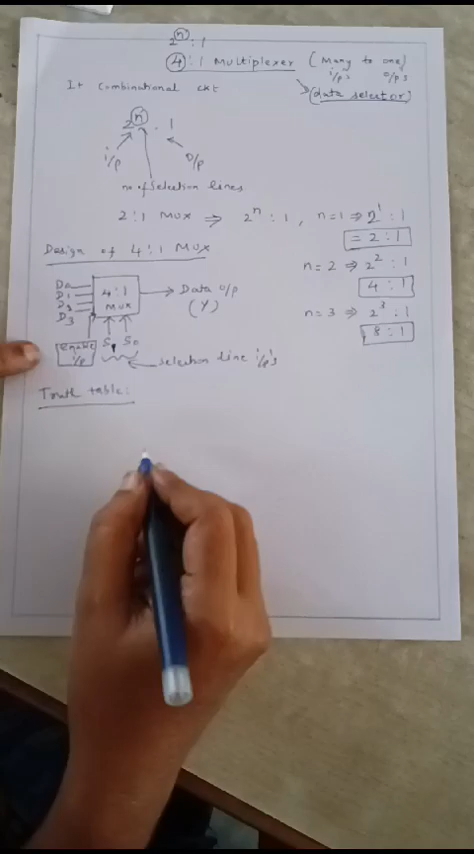 2ⁿ : 1
4:1 Multiplexer (Many to one)
i/p's o/p's
It Combinational ckt
(data selector)
2ⁿ : 1
i/p o/p
no of selection lines
2:1 MUX ⇒ 2ⁿ : 1, n=1 ⇒ 2¹ : 1
= 2 : 1
Design of 4:1 MUX
n = 2 ⇒ 2² : 1
4 : 1
D0
D1
D2
D3
4:1
MUX
Data o/p
(Y)
n = 3 ⇒ 2³ : 1
8 : 1
Enable
i/p
S1 S0
selection line i/p's
Truth table: